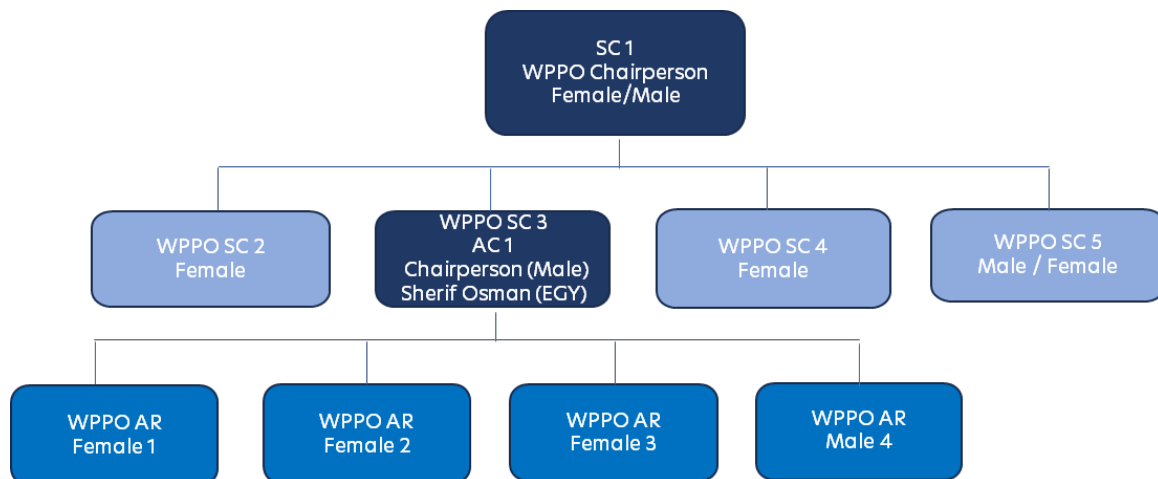 SC 1
WPPO Chairperson
Female/Male
WPPO SC 2
Female
WPPO SC 3
AC 1
Chairperson (Male)
Sherif Osman (EGY)
WPPO SC 4
Female
WPPO SC 5
Male / Female
WPPO AR
Female 1
WPPO AR
Female 2
WPPO AR
Female 3
WPPO AR
Male 4